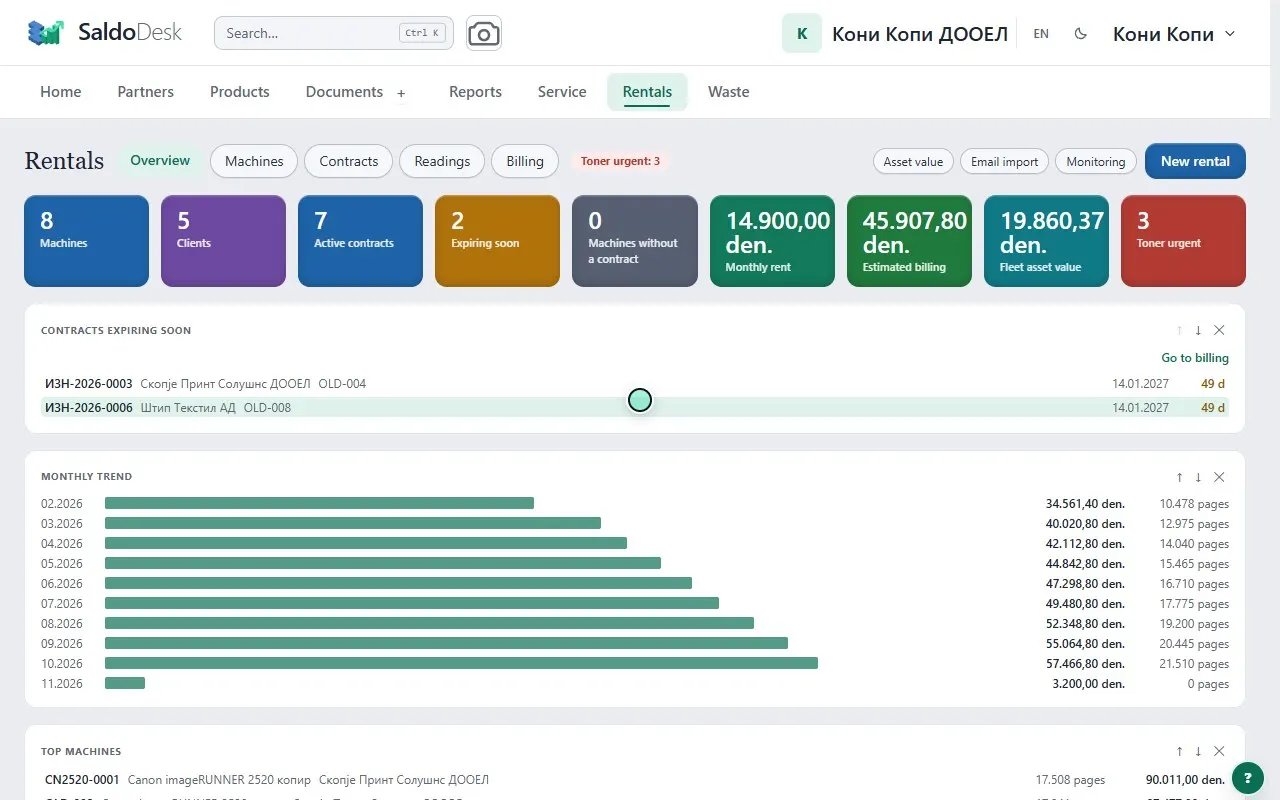 SaldoDesk
Search... Ctrl K
К Кони Копи ДООЕЛ EN Кони Копи
Home Partners Products Documents + Reports Service Rentals Waste
Rentals Overview Machines Contracts Readings Billing Toner urgent: 3 Asset value Email import Monitoring New rental
8
Machines
5
Clients
7
Active contracts
2
Expiring soon
0
Machines without
a contract
14.900,00
den.
Monthly rent
45.907,80
den.
Estimated billing
19.860,37
den.
Fleet asset value
3
Toner urgent
CONTRACTS EXPIRING SOON ↑ ↓ ×
Go to billing
ИЗН-2026-0003 Скопје Принт Солушнс ДООЕЛ OLD-004 14.01.2027 49 d
ИЗН-2026-0006 Штип Текстил АД OLD-008 14.01.2027 49 d
MONTHLY TREND ↑ ↓ ×
02.2026 34.561,40 den. 10.478 pages
03.2026 40.020,80 den. 12.975 pages
04.2026 42.112,80 den. 14.040 pages
05.2026 44.842,80 den. 15.465 pages
06.2026 47.298,80 den. 16.710 pages
07.2026 49.480,80 den. 17.775 pages
08.2026 52.348,80 den. 19.200 pages
09.2026 55.064,80 den. 20.445 pages
10.2026 57.466,80 den. 21.510 pages
11.2026 3.200,00 den. 0 pages
TOP MACHINES ↑ ↓ ×
CN2520-0001 Canon imageRUNNER 2520 копир Скопје Принт Солушнс ДООЕЛ 17.508 pages 90.011,00 den.
?